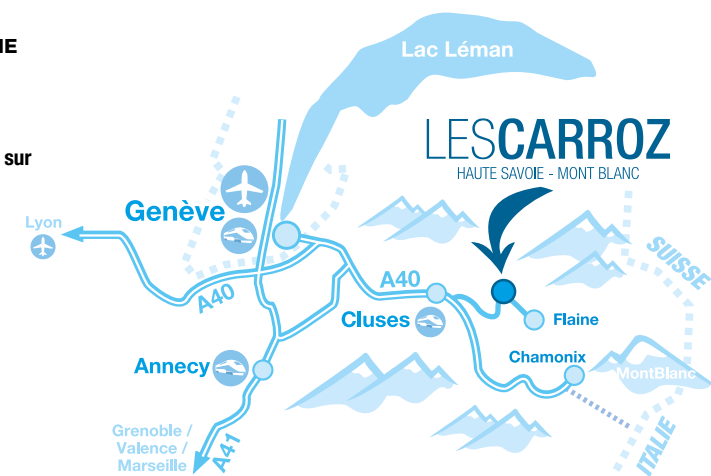 IE
Lac Léman
LESCARROZ
HAUTE SAVOIE - MONT BLANC
sur
Genève
Lyon
SUISSE
A40
A40
Cluses
Flaine
Annecy
Chamonix
MontBlanc
Grenoble /
Valence /
Marseille
A41
ITALIE